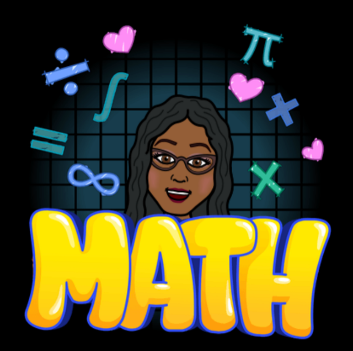 ÷ π
∫ +
= ∞ ×
MATH